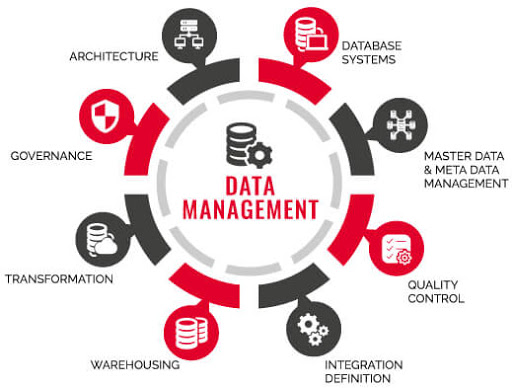 ARCHITECTURE
DATABASE
SYSTEMS
GOVERNANCE
MASTER DATA
& META DATA
MANAGEMENT
DATA
MANAGEMENT
TRANSFORMATION
QUALITY
CONTROL
WAREHOUSING
INTEGRATION
DEFINITION